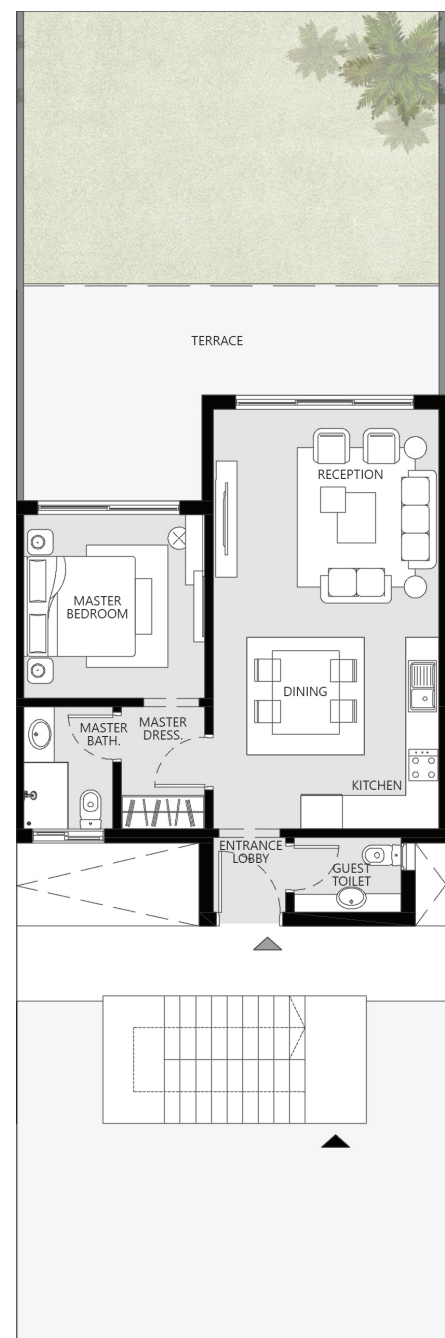 TERRACE
RECEPTION
MASTER
BEDROOM
DINING
MASTER
BATH.
MASTER
DRESS.
KITCHEN
ENTRANCE
LOBBY
GUEST
TOILET